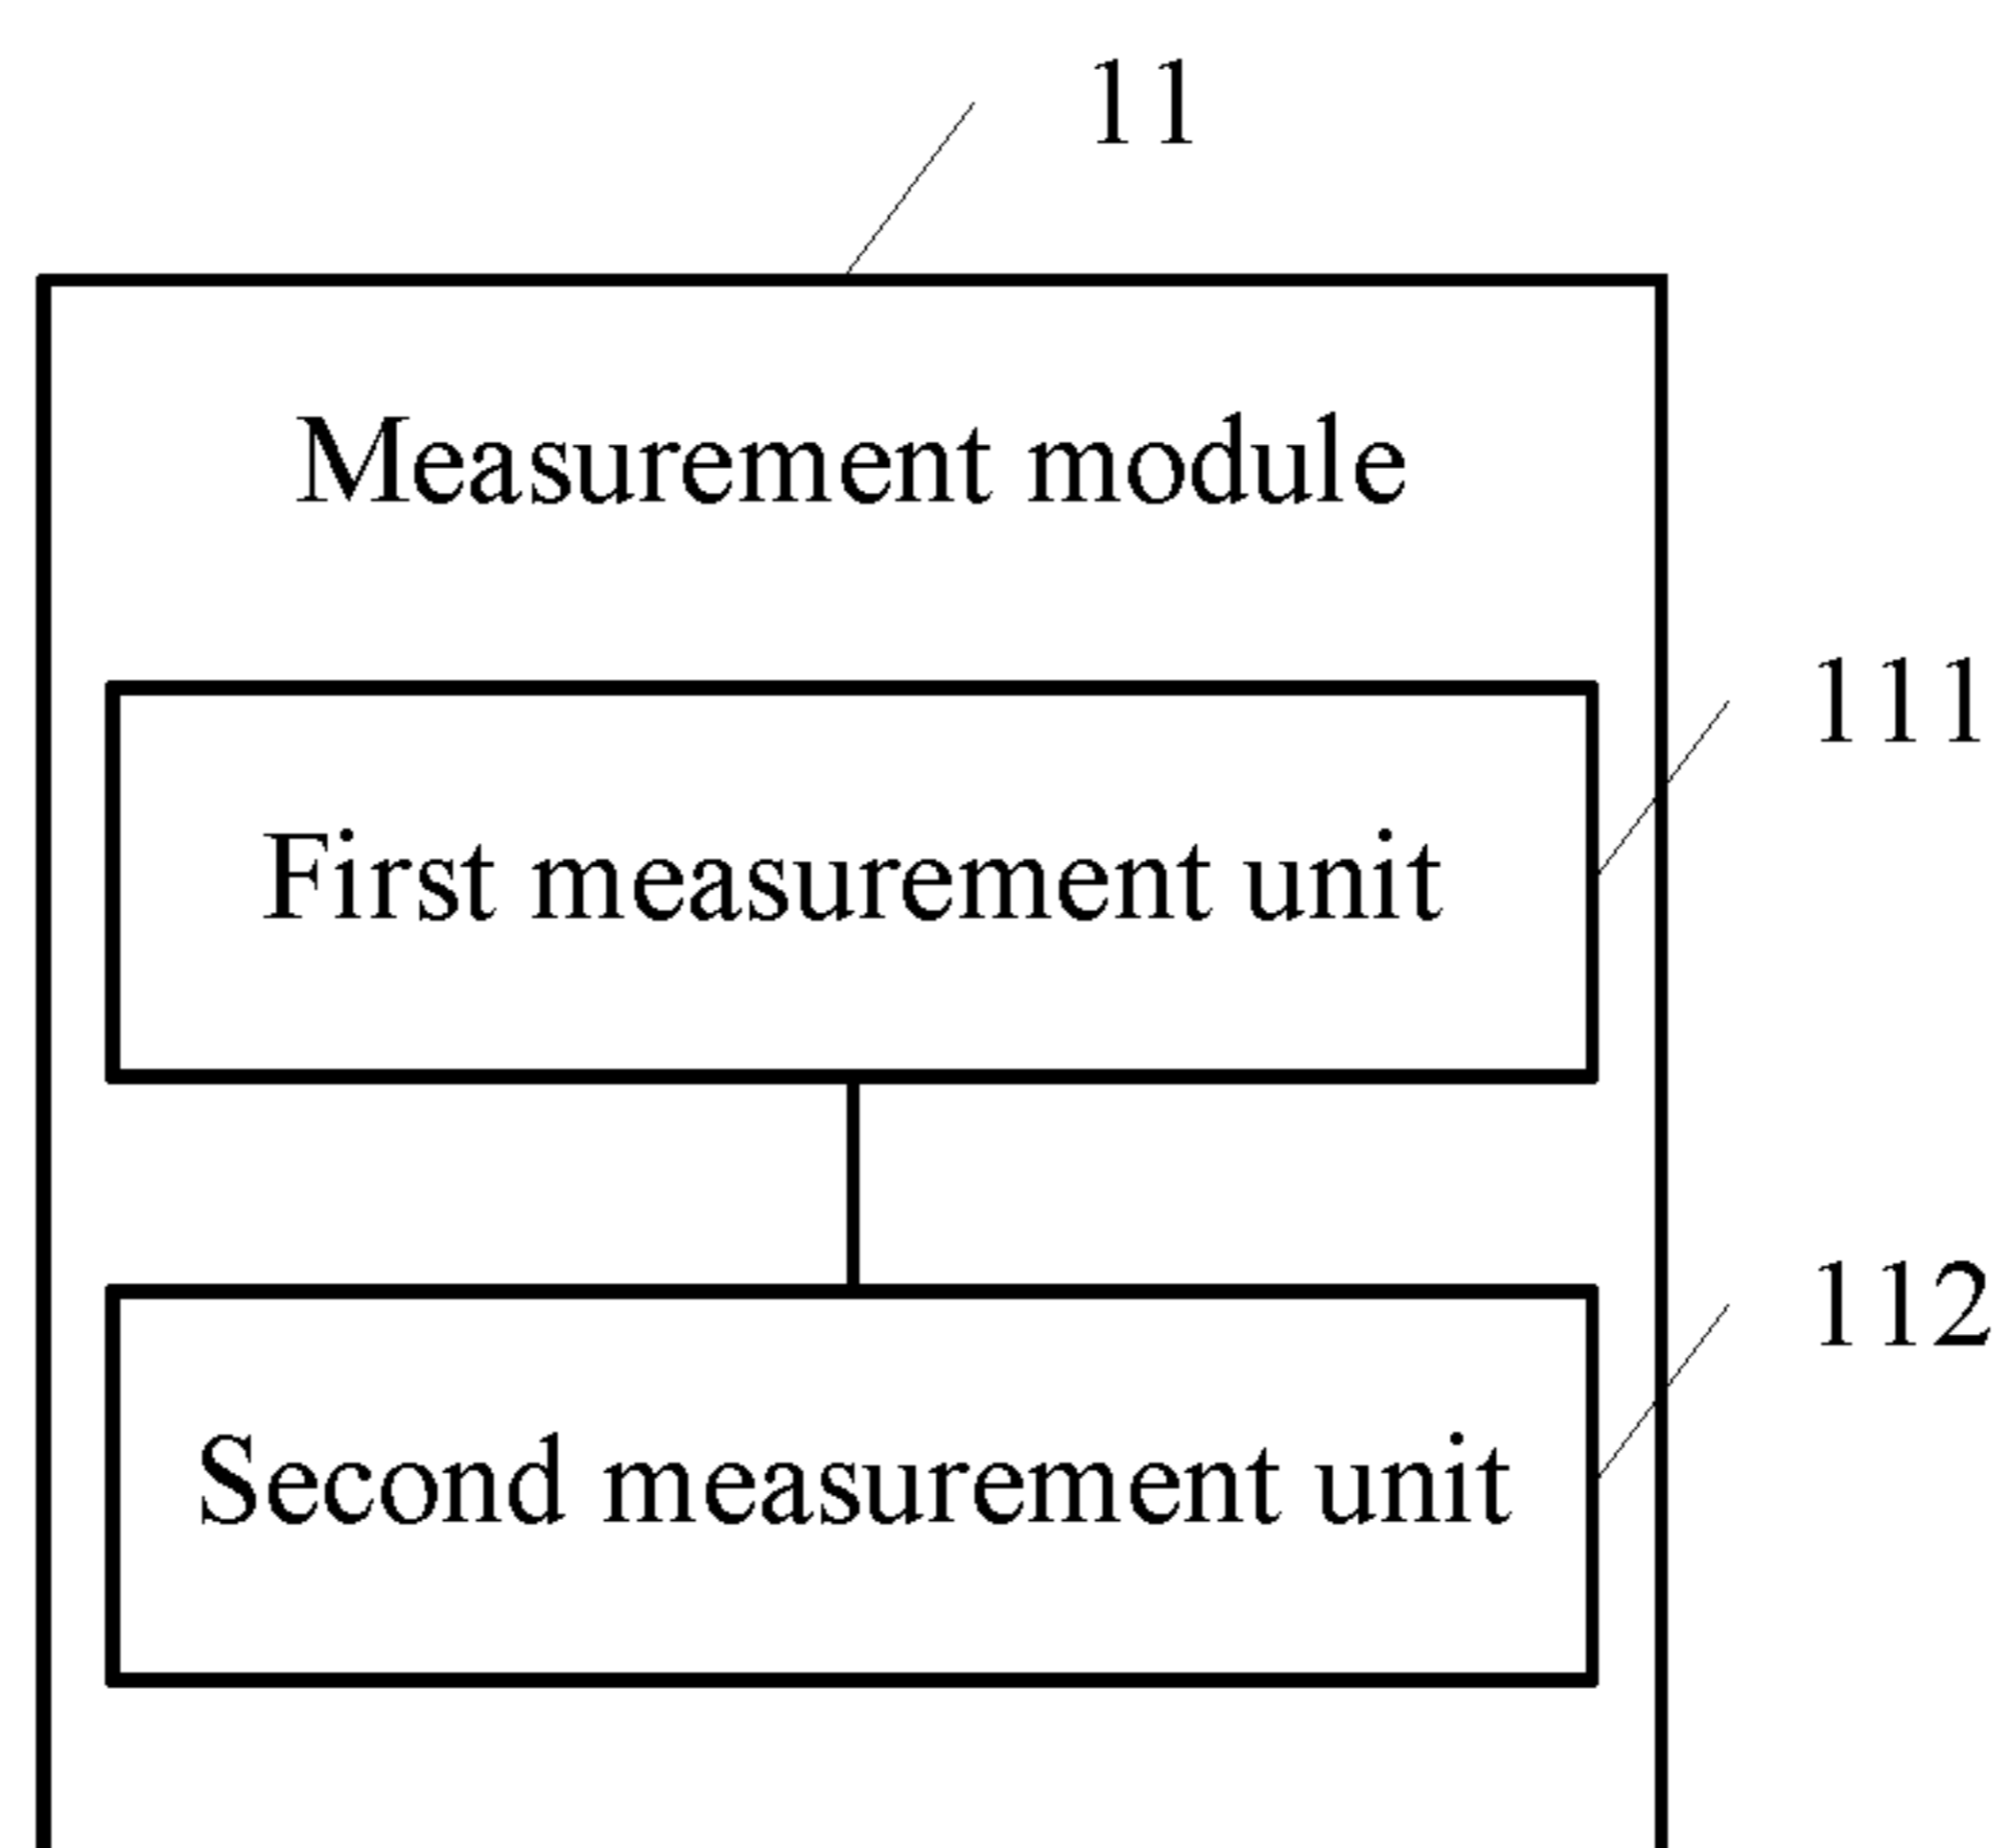 11
Measurement module
111
First measurement unit
112
Second measurement unit